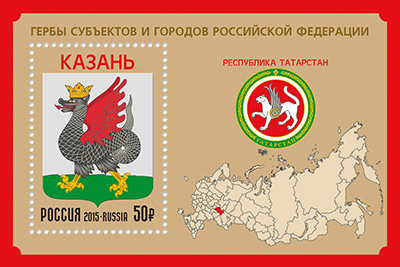 ГЕРБЫ СУБЪЕКТОВ И ГОРОДОВ РОССИЙСКОЙ ФЕДЕРАЦИИ
КАЗАНЬ
РОССИЯ 2015•RUSSIA 50₽
РЕСПУБЛИКА ТАТАРСТАН
ТАТАРСТАН